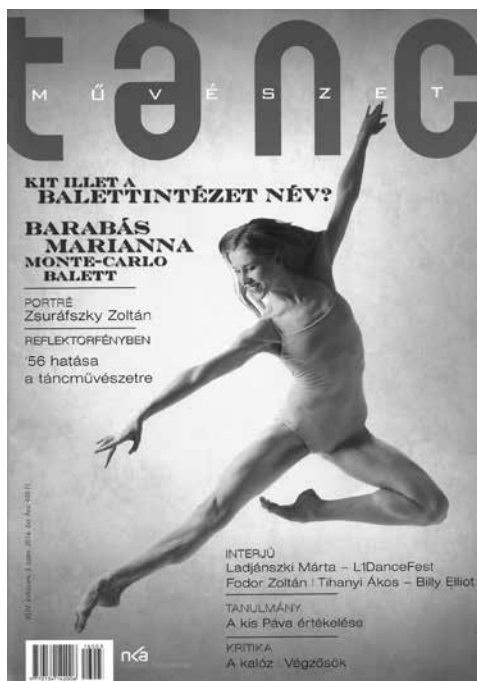 tánc
MŰVÉSZET
KIT ILLET A
BALETTINTÉZET NÉV?
BARABÁS
MARIANNA
MONTE-CARLO
BALETT
PORTRÉ
Zsuráfszky Zoltán
REFLEKTORFÉNYBEN
'56 hatása
a táncművészetre
INTERJÚ
Ladjánszki Márta – L1DanceFest
Fodor Zoltán | Tihanyi Ákos – Billy Elliot
TANULMÁNY
A kis Páva értékelése
KRITIKA
A kalóz | Végzősök
nka